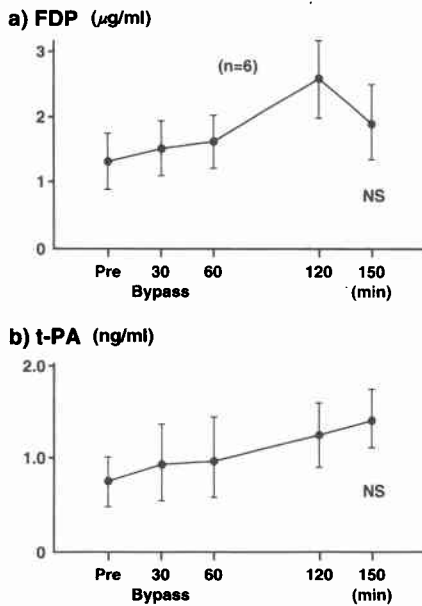 a) FDP (μg/ml)
3
(n=6)
2
1
NS
0
Pre 30 60 120 150
Bypass (min)
b) t-PA (ng/ml)
2.0
1.0
NS
0
Pre 30 60 120 150
Bypass (min)